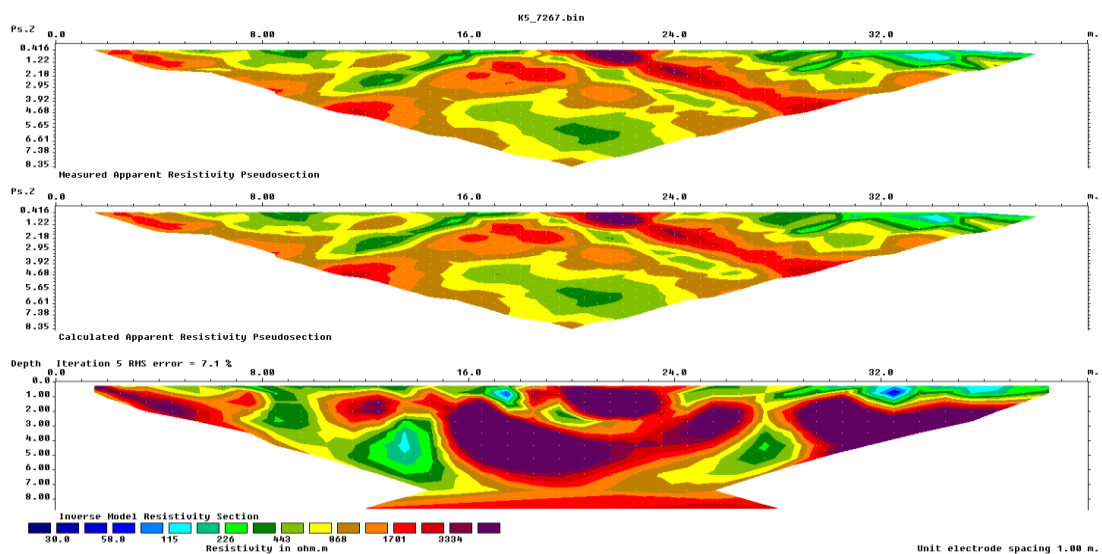 K5_7267.bin
Ps.Z 0.0 8.00 16.0 24.0 32.0 m.
0.416
1.22
2.18
2.95
3.92
4.68
5.65
6.61
7.38
8.35
Measured Apparent Resistivity Pseudosection
Ps.Z 0.0 8.00 16.0 24.0 32.0 m.
0.416
1.22
2.18
2.95
3.92
4.68
5.65
6.61
7.38
8.35
Calculated Apparent Resistivity Pseudosection
Depth Iteration 5 RMS error = 7.1 %
0.0 8.00 16.0 24.0 32.0 m.
0.0
1.00
2.00
3.00
4.00
5.00
6.00
7.00
8.00
Inverse Model Resistivity Section
30.0 58.8 115 226 443 868 1701 3334
Resistivity in ohm.m
Unit electrode spacing 1.00 m.